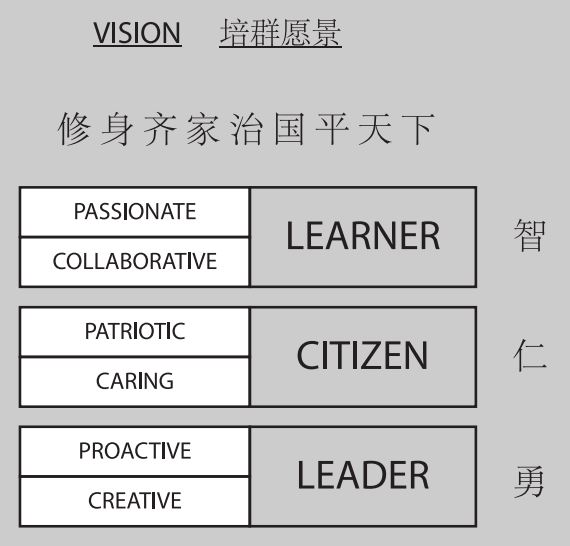 VISION 培群愿景
修身齐家治国平天下
PASSIONATE
COLLABORATIVE
LEARNER
智
PATRIOTIC
CARING
CITIZEN
仁
PROACTIVE
CREATIVE
LEADER
勇